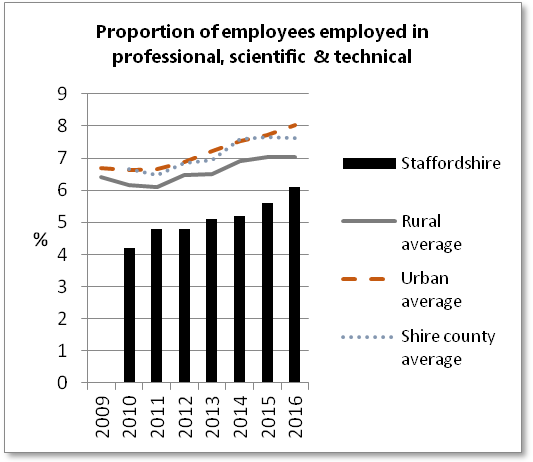 Proportion of employees employed in
professional, scientific & technical
9
8
7
6
5
4
3
2
1
0
%
2009
2010
2011
2012
2013
2014
2015
2016
Staffordshire
Rural
average
Urban
average
Shire county
average